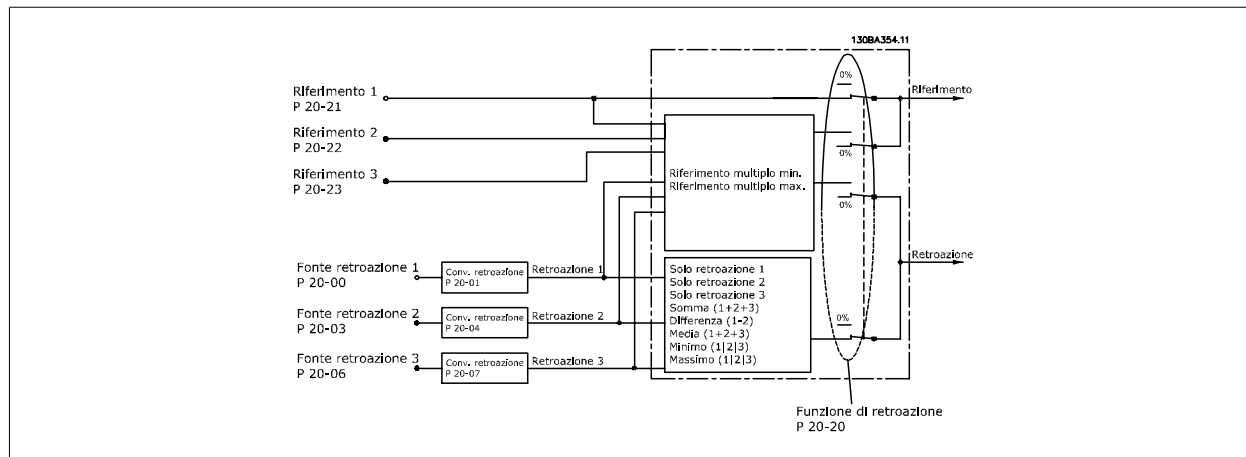 130BA354.11
0%
Riferimento 1
P 20-21
Riferimento
Riferimento 2
P 20-22
0%
Riferimento 3
P 20-23
Riferimento multiplo min.
Riferimento multiplo max.
0%
Retroazione
Fonte retroazione 1
P 20-00
Conv. retroazione
P 20-01
Retroazione 1
Fonte retroazione 2
P 20-03
Conv. retroazione
P 20-04
Retroazione 2
Fonte retroazione 3
P 20-06
Conv. retroazione
P 20-07
Retroazione 3
Solo retroazione 1
Solo retroazione 2
Solo retroazione 3
Somma (1+2+3)
Differenza (1-2)
Media (1+2+3)
Minimo (1|2|3)
Massimo (1|2|3)
0%
Funzione di retroazione
P 20-20